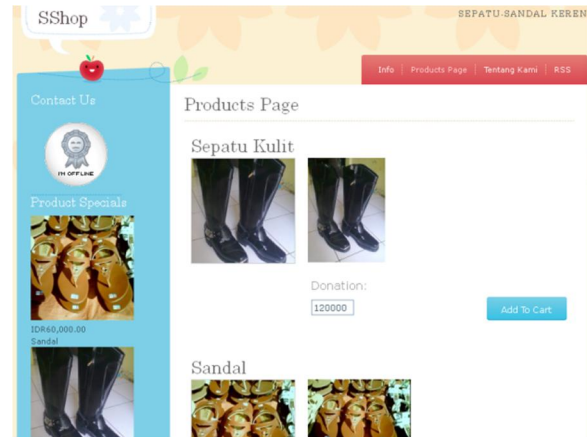 SShop
SEPATU-SANDAL KEREN
Info | Products Page | Tentang Kami | RSS
Contact Us
I'M OFFLINE
Product Specials
IDR60,000.00
Sandal
Products Page
Sepatu Kulit
Donation:
120000
Add To Cart
Sandal